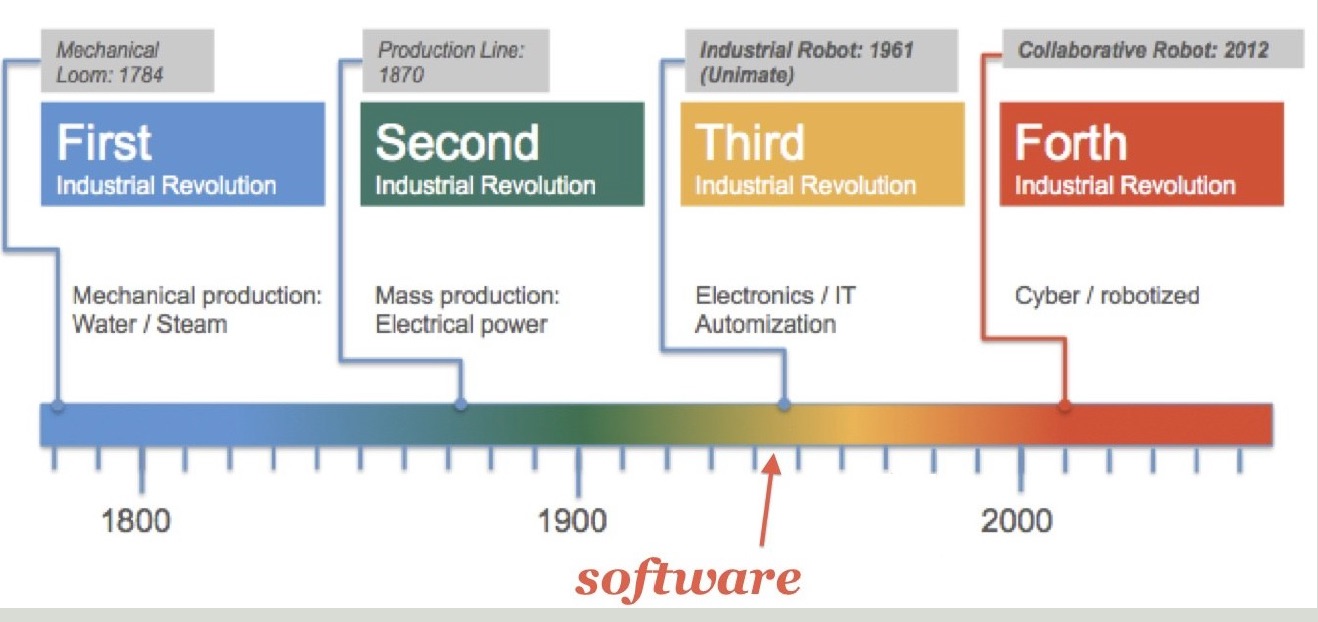 Mechanical
Loom: 1784
First
Industrial Revolution
Mechanical production:
Water / Steam
Production Line:
1870
Second
Industrial Revolution
Mass production:
Electrical power
Industrial Robot: 1961
(Unimate)
Third
Industrial Revolution
Electronics / IT
Automization
Collaborative Robot: 2012
Forth
Industrial Revolution
Cyber / robotized
1800
1900
2000
software